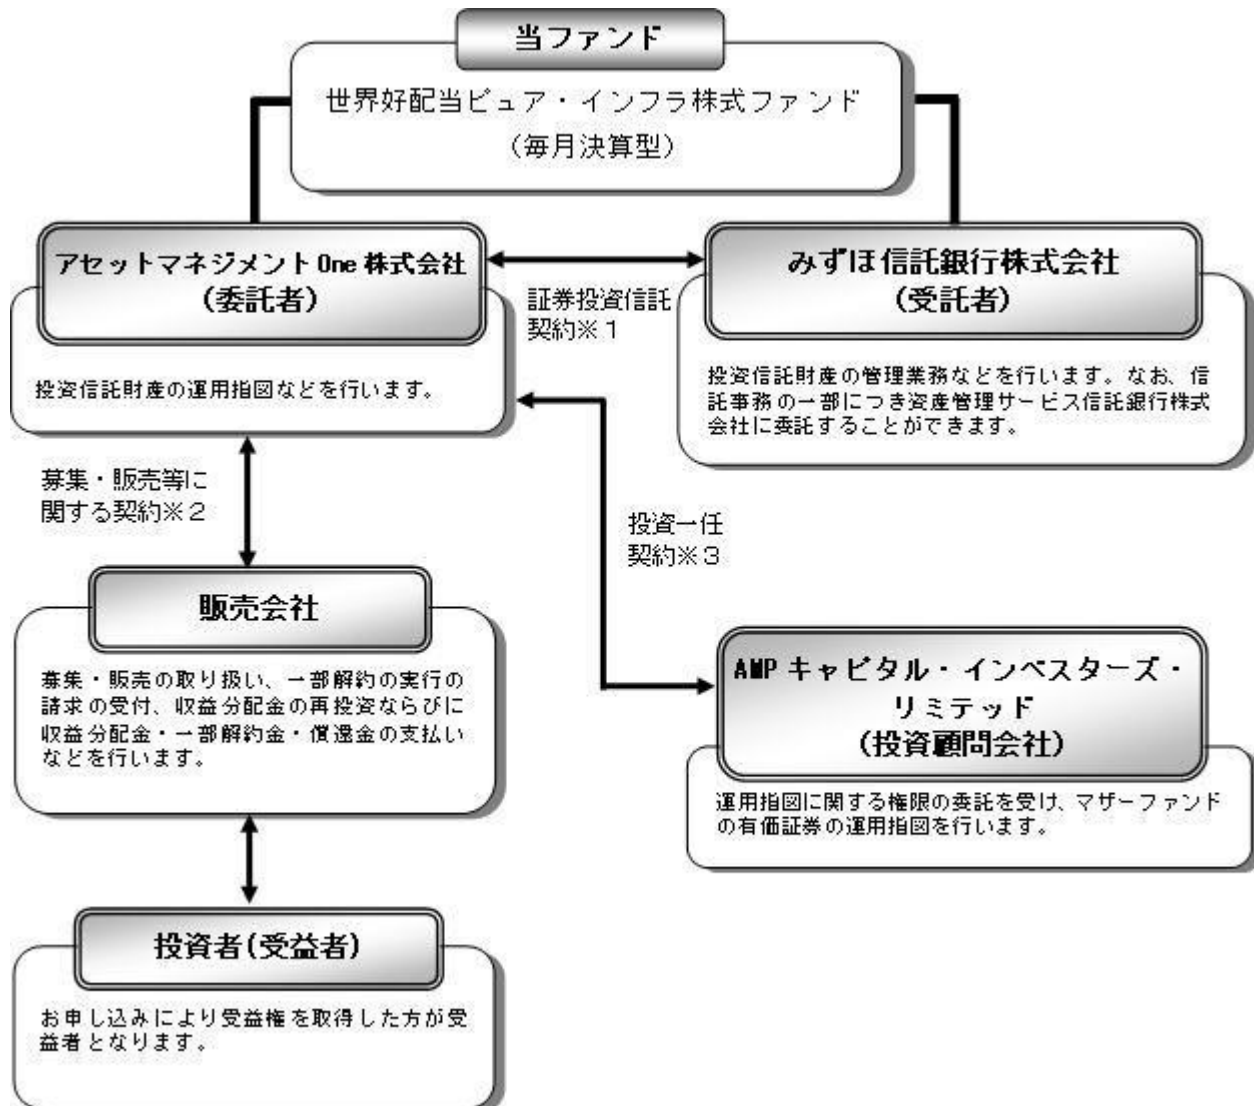 当ファンド
世界好配当ピュア・インフラ株式ファンド
（毎月決算型）
アセットマネジメントOne 株式会社
（委託者）
投資信託財産の運用指図などを行います。
証券投資信託
契約※１
みずほ信託銀行株式会社
（受託者）
投資信託財産の管理業務などを行います。なお、信
託事務の一部につき資産管理サービス信託銀行株式
会社に委託することができます。
募集・販売等に
関する契約※２
投資一任
契約※３
販売会社
募集・販売の取り扱い、一部解約の実行の
請求の受付、収益分配金の再投資ならびに
収益分配金・一部解約金・償還金の支払い
などを行います。
AMP キャピタル・インベスターズ・
リミテッド
（投資顧問会社）
運用指図に関する権限の委託を受け、マザーファンド
の有価証券の運用指図を行います。
投資者（受益者）
お申し込みにより受益権を取得した方が受
益者となります。